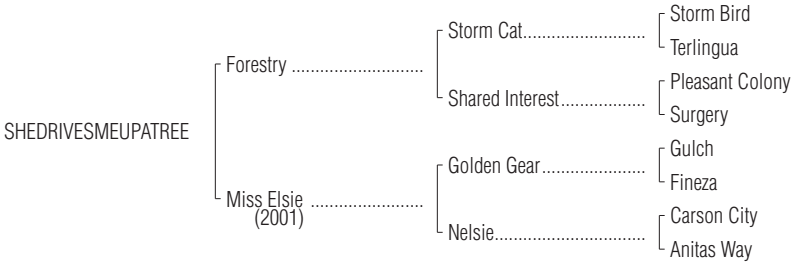 SHEDRIVESMEUPATREE
Forestry ............................
Miss Elsie ........................
(2001)
Storm Cat..........................
Shared Interest..................
Golden Gear......................
Nelsie................................
Storm Bird
Terlingua
Pleasant Colony
Surgery
Gulch
Fineza
Carson City
Anitas Way